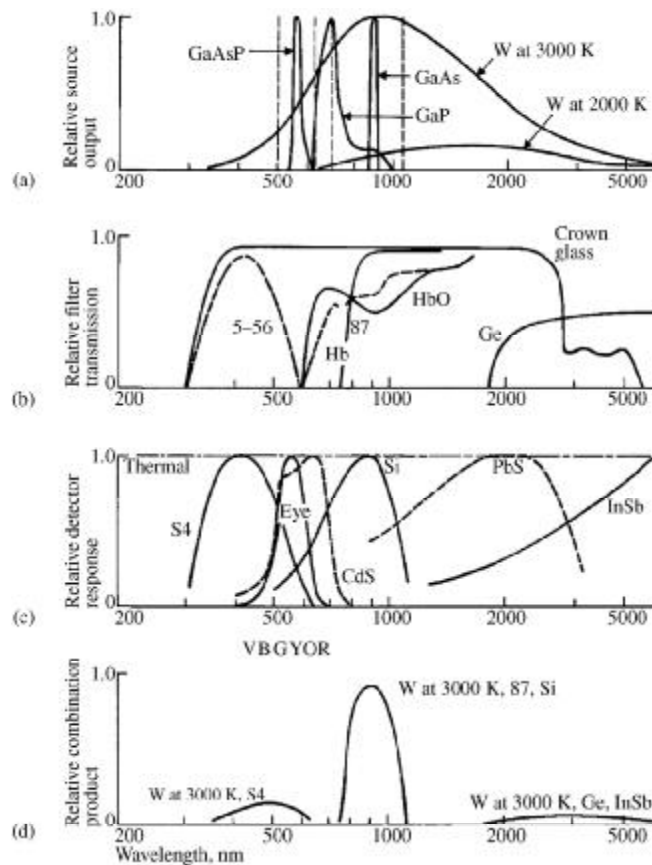 1.0
GaAsP
W at 3000 K
GaAs
GaP
W at 2000 K
Relative source
output
(a)
200 500 1000 2000 5000
1.0
Crown
glass
5–56
87
HbO
Hb
Ge
Relative filter
transmission
(b)
200 500 1000 2000 5000
Thermal
1.0
Si
PbS
InSb
S4
Eye
CdS
Relative detector
response
(c)
200 500 1000 2000 5000
VBGYOR
1.0
W at 3000 K, 87, Si
W at 3000 K, S4
W at 3000 K, Ge, InSb
Relative combination
product
(d)
200 500 1000 2000 5000
Wavelength, nm